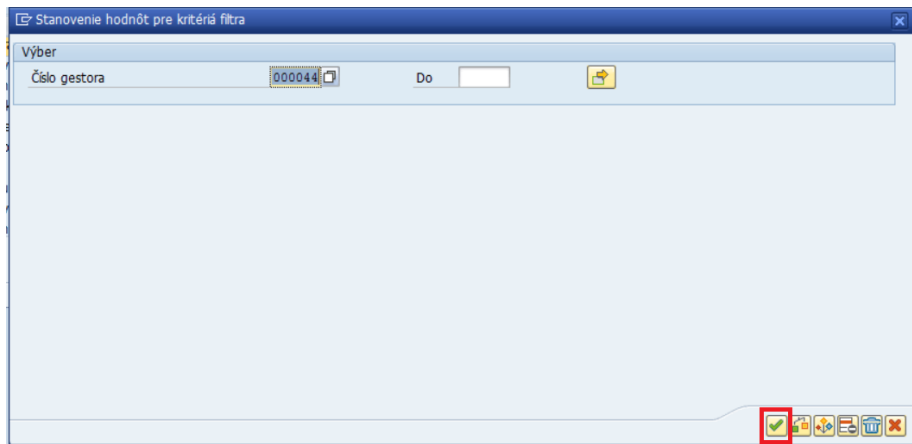 Stanovenie hodnôt pre kritériá filtra
Výber
Číslo gestora 000044 Do